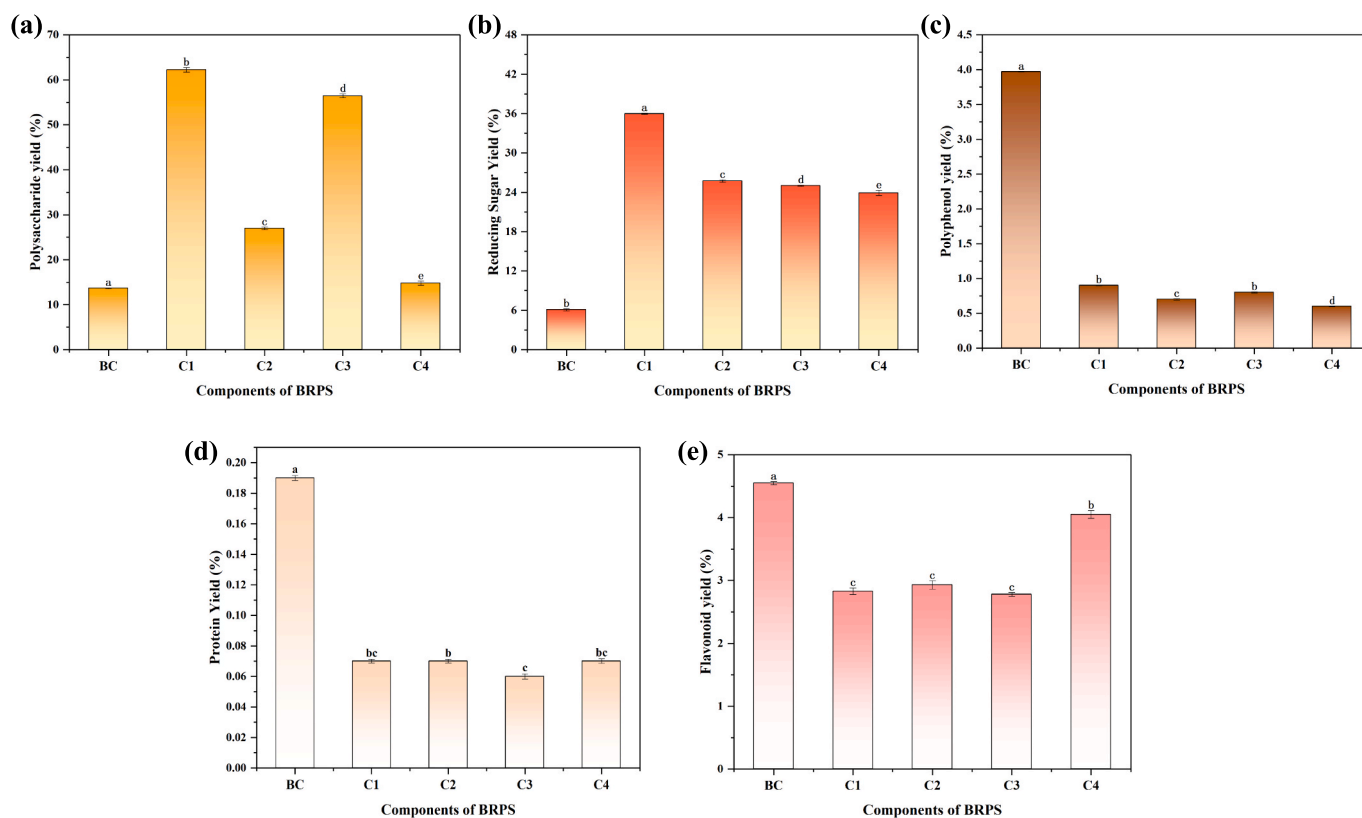 (a)
70
60
50
40
30
20
10
0
Polysaccharide yield (%)
a
b
c
d
e
BC C1 C2 C3 C4
Components of BRPS
(b)
48
42
36
30
24
18
12
6
0
Reducing Sugar Yield (%)
b
a
c
d
e
BC C1 C2 C3 C4
Components of BRPS
(c)
4.5
4.0
3.5
3.0
2.5
2.0
1.5
1.0
0.5
0.0
Polyphenol yield (%)
a
b
c
b
d
BC C1 C2 C3 C4
Components of BRPS
(d)
0.20
0.18
0.16
0.14
0.12
0.10
0.08
0.06
0.04
0.02
0.00
Protein Yield (%)
a
bc
b
c
bc
BC C1 C2 C3 C4
Components of BRPS
(e)
5
4
3
2
1
0
Flavonoid yield (%)
a
c
c
c
b
BC C1 C2 C3 C4
Components of BRPS